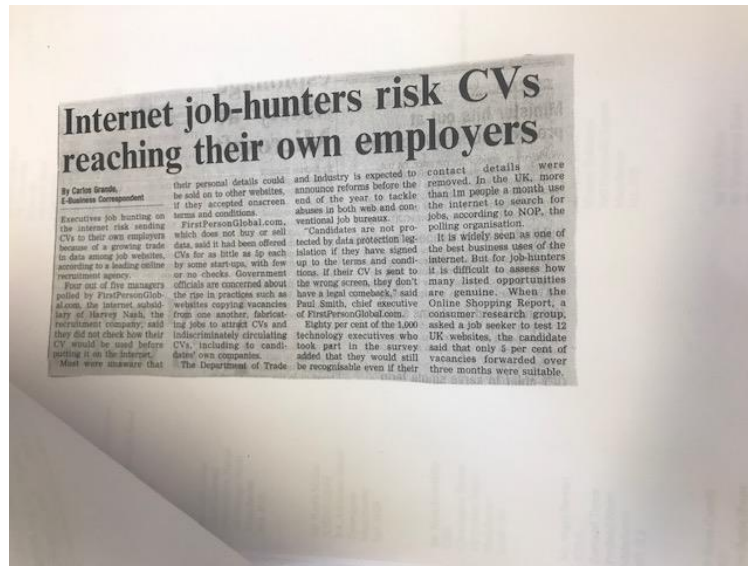 Internet job-hunters risk CVs
reaching their own employers
By Carlos Grande,
E-Business Correspondent
Executives job hunting on
the internet risk sending
CVs to their own employers
because of a growing trade
in data among job websites,
according to a leading online
recruitment agency.
Four out of five managers
polled by FirstPersonGlob-
al.com, the internet subsid-
iary of Harvey Nash, the
recruitment company, said
they did not check how their
CV would be used before
putting it on the internet.
Most were unaware that
their personal details could
be sold on to other websites,
if they accepted onscreen
terms and conditions.
FirstPersonGlobal.com,
which does not buy or sell
data, said it had been offered
CVs for as little as 5p each
by some start-ups, with few
or no checks. Government
officials are concerned about
the rise in practices such as
websites copying vacancies
from one another, fabricat-
ing jobs to attract CVs and
indiscriminately circulating
CVs, including to candi-
dates' own companies.
The Department of Trade
and Industry is expected to
announce reforms before the
end of the year to tackle
abuses in both web and con-
ventional job bureaux.
"Candidates are not pro-
tected by data protection leg-
islation if they have signed
up to the terms and condi-
tions. If their CV is sent to
the wrong screen, they don't
have a legal comeback," said
Paul Smith, chief executive
of FirstPersonGlobal.com.
Eighty per cent of the 1,000
technology executives who
took part in the survey
added that they would still
be recognisable even if their
contact details were
removed. In the UK, more
than 1m people a month use
the internet to search for
jobs, according to NOP, the
polling organisation.
It is widely seen as one of
the best business uses of the
internet. But for job-hunters
it is difficult to assess how
many listed opportunities
are genuine. When the
Online Shopping Report, a
consumer research group,
asked a job seeker to test 12
UK websites, the candidate
said that only 5 per cent of
vacancies forwarded over
three months were suitable.